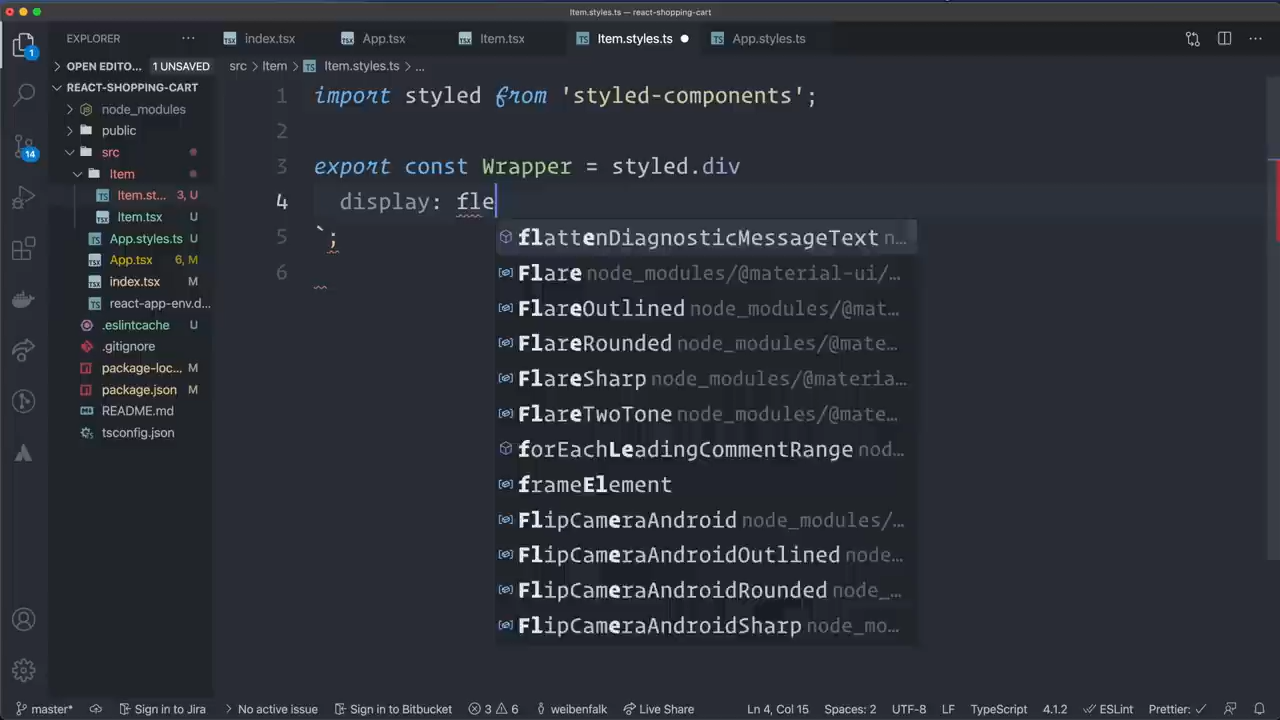 Item.styles.ts — react-shopping-cart
EXPLORER
index.tsx
App.tsx
Item.tsx
Item.styles.ts
App.styles.ts
1
OPEN EDITO... 1 UNSAVED
src > Item > Item.styles.ts > ...
REACT-SHOPPING-CART
node_modules
public
src
Item
Item.st... 3, U
Item.tsx U
App.styles.ts U
App.tsx 6, M
index.tsx M
react-app-env.d...
.eslintcache U
.gitignore
package-loc... M
package.json M
README.md
tsconfig.json
14
1 import styled from 'styled-components';
2
3 export const Wrapper = styled.div
4 display: fle
5 `;
6
flattenDiagnosticMessageText n...
Flare node_modules/@material-ui/...
FlareOutlined node_modules/@mat...
FlareRounded node_modules/@mate...
FlareSharp node_modules/@materia...
FlareTwoTone node_modules/@mate...
forEachLeadingCommentRange nod...
frameElement
FlipCameraAndroid node_modules/...
FlipCameraAndroidOutlined node...
FlipCameraAndroidRounded node_...
FlipCameraAndroidSharp node_mo...
master* Sign in to Jira No active issue Sign in to Bitbucket 3 6 weibenfalk Live Share Ln 4, Col 15 Spaces: 2 UTF-8 LF TypeScript 4.1.2 ESLint Prettier: ✓